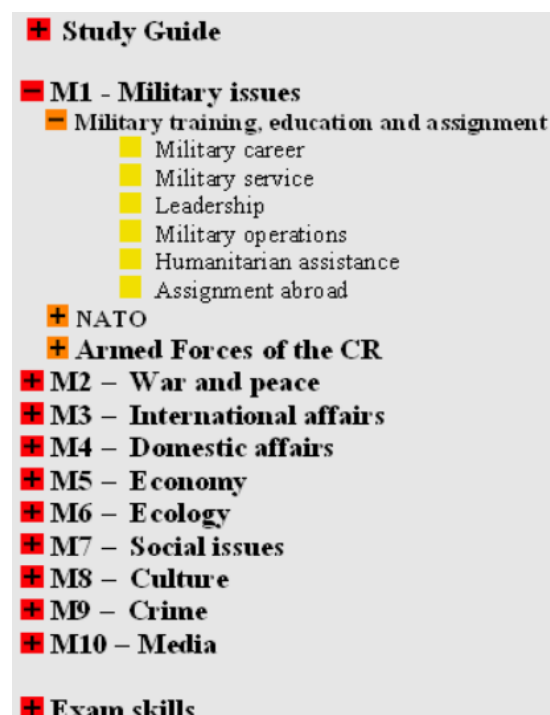 Study Guide
M1 - Military issues
Military training, education and assignment
Military career
Military service
Leadership
Military operations
Humanitarian assistance
Assignment abroad
NATO
Armed Forces of the CR
M2 – War and peace
M3 – International affairs
M4 – Domestic affairs
M5 – Economy
M6 – Ecology
M7 – Social issues
M8 – Culture
M9 – Crime
M10 – Media
Exam skills